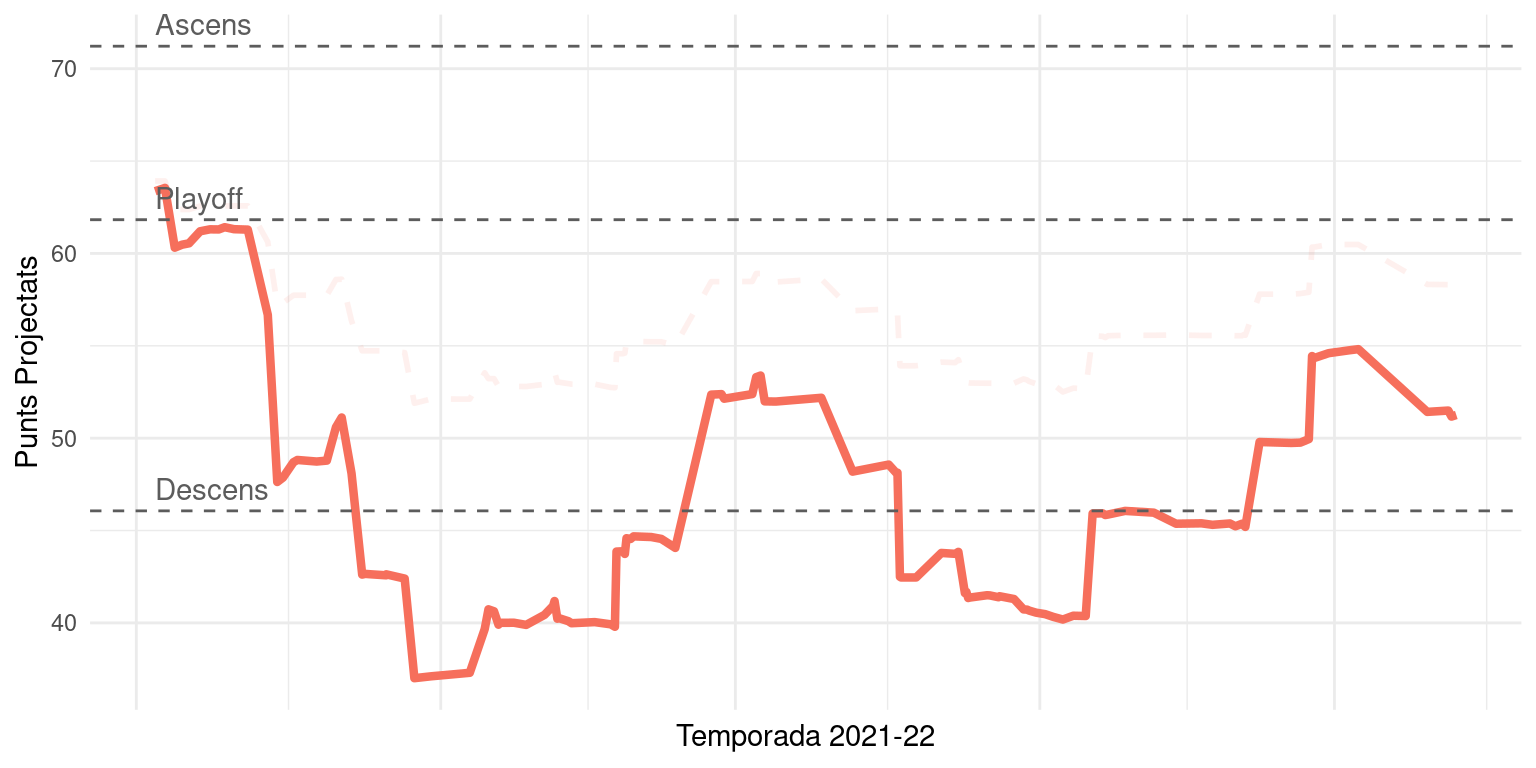 Ascens
70
Playoff
60
Punts Projectats
50
Descens
40
Temporada 2021-22